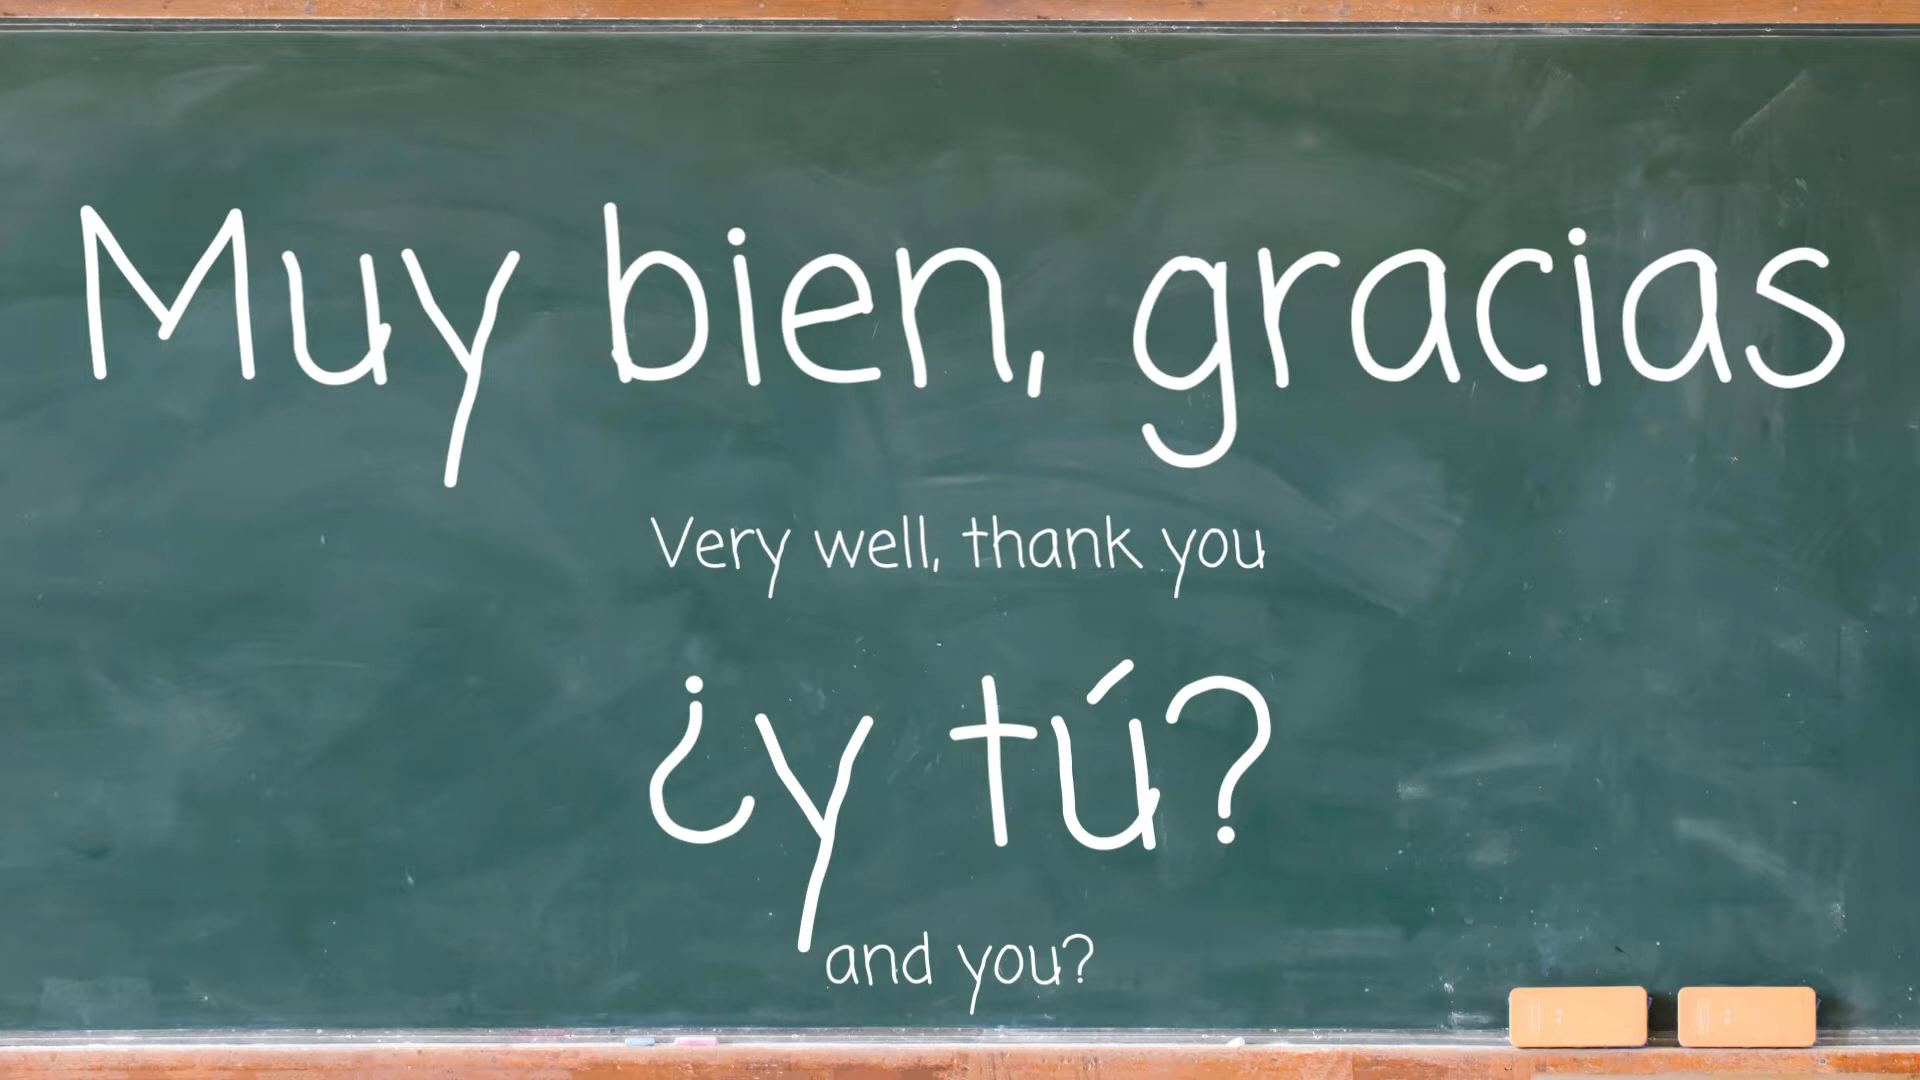 Muy bien, gracias
Very well, thank you
¿y tú?
and you?